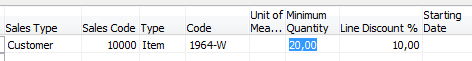 Sales Type Sales Code Type Code Unit of Mea... Minimum Quantity Line Discount % Starting Date
Customer 10000 Item 1964-W 20,00 10,00